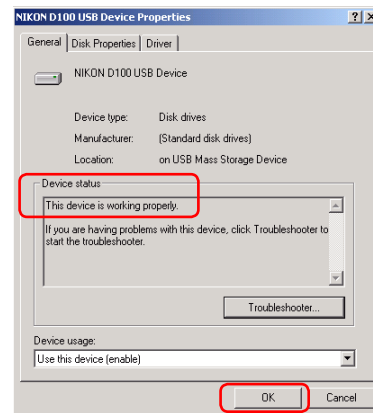 NIKON D100 USB Device Properties
General Disk Properties Driver
NIKON D100 USB Device
Device type: Disk drives
Manufacturer: (Standard disk drives)
Location: on USB Mass Storage Device
Device status
This device is working properly.
If you are having problems with this device, click Troubleshooter to
start the troubleshooter.
Troubleshooter...
Device usage:
Use this device (enable)
OK Cancel